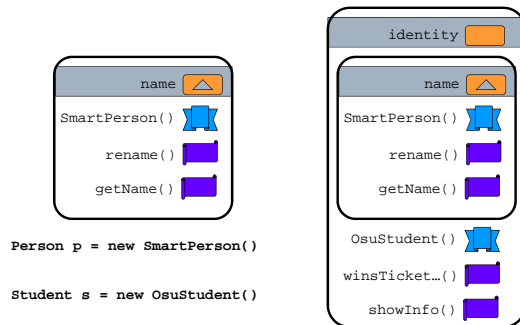 name
SmartPerson()
rename()
getName()
Person p = new SmartPerson()
Student s = new OsuStudent()
identity
name
SmartPerson()
rename()
getName()
OsuStudent()
winsTicket…()
showInfo()